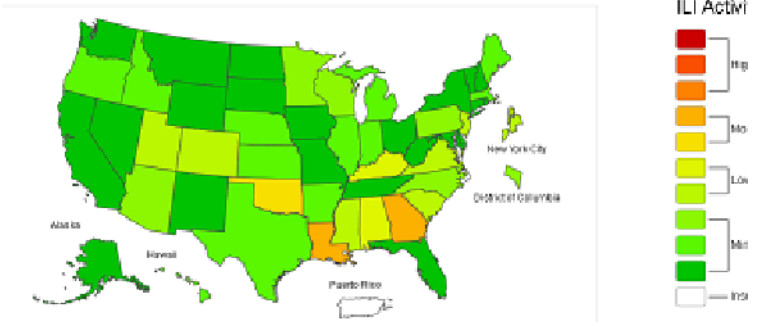 ILI Activi
Hig
Mo
New York City
Low
District of Columbia
Alaska
Hawaii
Min
Puerto Rico
Insu